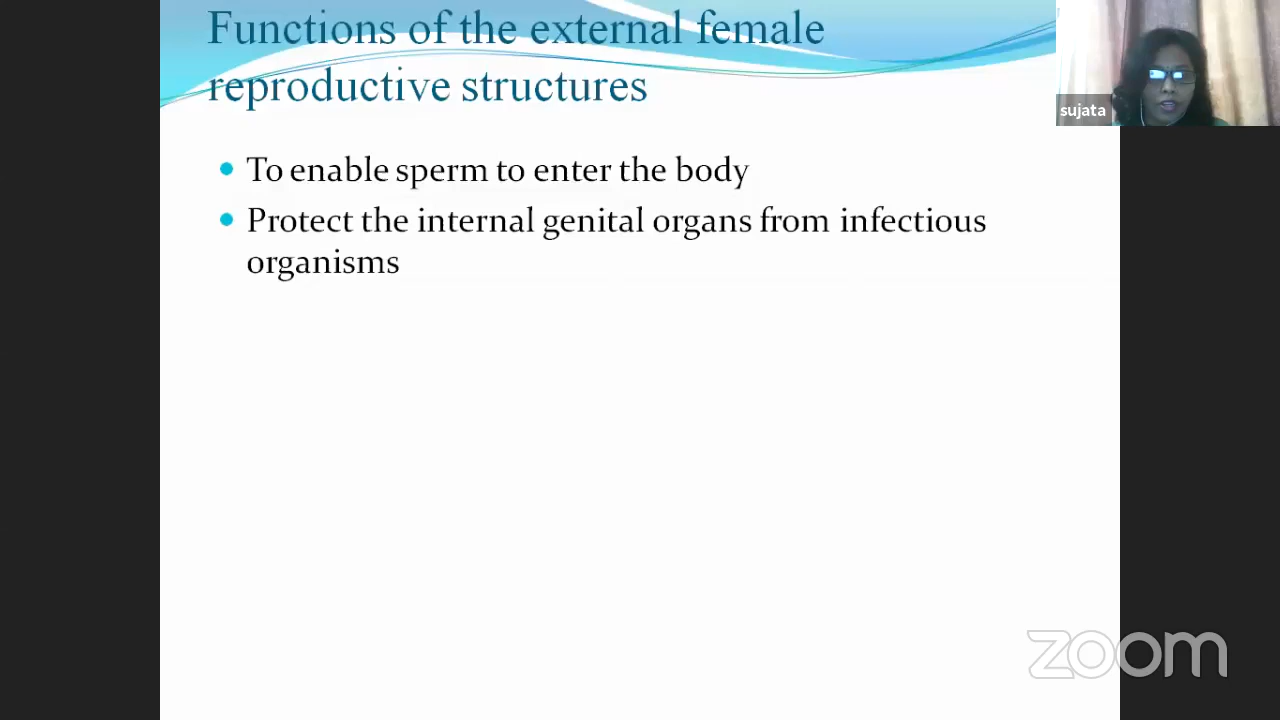 Functions of the external female
reproductive structures
sujata
To enable sperm to enter the body
Protect the internal genital organs from infectious
organisms
zoom